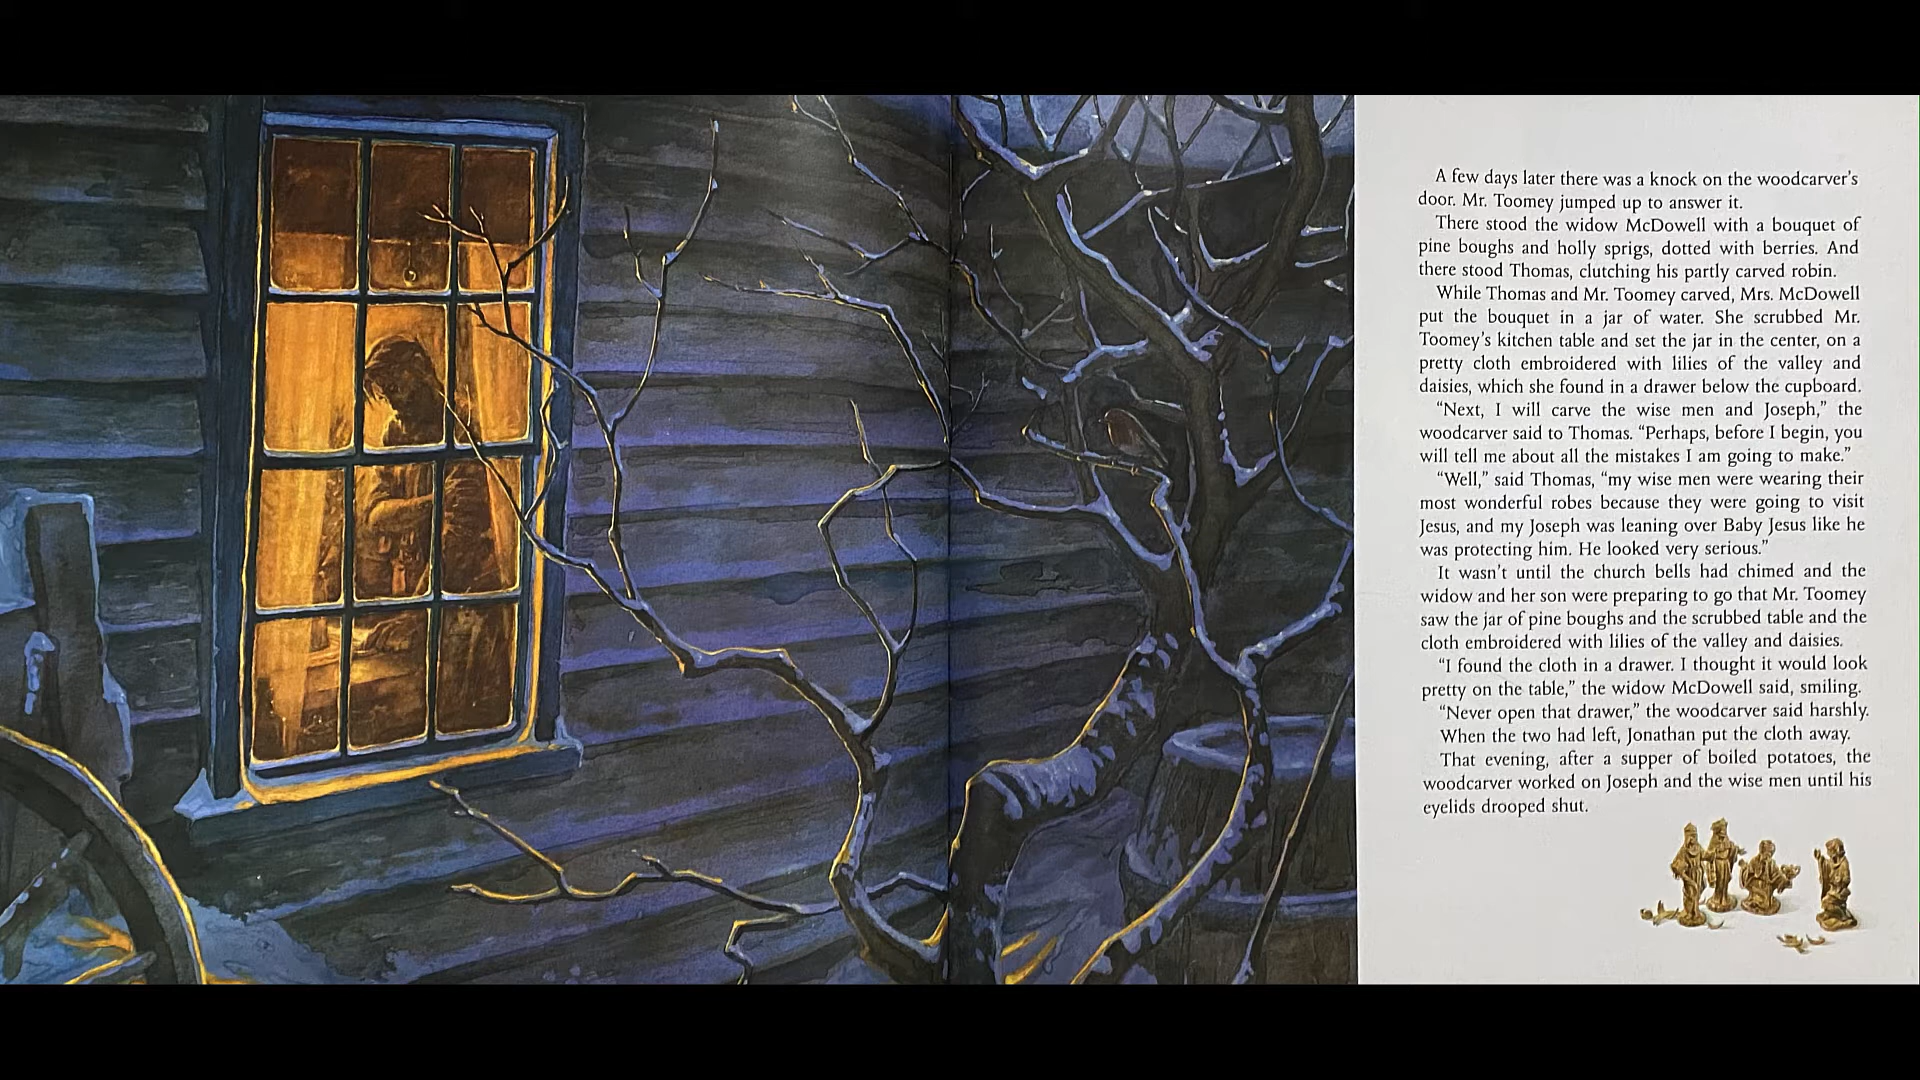 A few days later there was a knock on the woodcarver's
door. Mr. Toomey jumped up to answer it.
There stood the widow McDowell with a bouquet of
pine boughs and holly sprigs, dotted with berries. And
there stood Thomas, clutching his partly carved robin.
While Thomas and Mr. Toomey carved, Mrs. McDowell
put the bouquet in a jar of water. She scrubbed Mr.
Toomey's kitchen table and set the jar in the center, on a
pretty cloth embroidered with lilies of the valley and
daisies, which she found in a drawer below the cupboard.
“Next, I will carve the wise men and Joseph,” the
woodcarver said to Thomas. “Perhaps, before I begin, you
will tell me about all the mistakes I am going to make.”
“Well,” said Thomas, “my wise men were wearing their
most wonderful robes because they were going to visit
Jesus, and my Joseph was leaning over Baby Jesus like he
was protecting him. He looked very serious.”
It wasn't until the church bells had chimed and the
widow and her son were preparing to go that Mr. Toomey
saw the jar of pine boughs and the scrubbed table and the
cloth embroidered with lilies of the valley and daisies.
“I found the cloth in a drawer. I thought it would look
pretty on the table,” the widow McDowell said, smiling.
“Never open that drawer,” the woodcarver said harshly.
When the two had left, Jonathan put the cloth away.
That evening, after a supper of boiled potatoes, the
woodcarver worked on Joseph and the wise men until his
eyelids drooped shut.